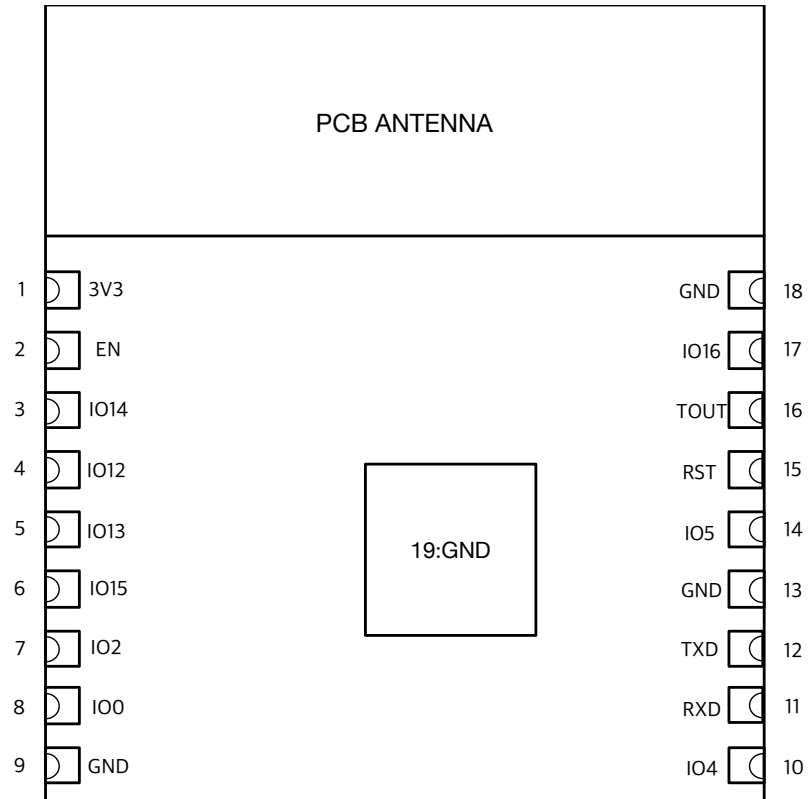 PCB ANTENNA
1 3V3 GND 18
2 EN IO16 17
3 IO14 TOUT 16
4 IO12 RST 15
5 IO13 IO5 14
19:GND
6 IO15 GND 13
7 IO2 TXD 12
8 IO0 RXD 11
9 GND IO4 10